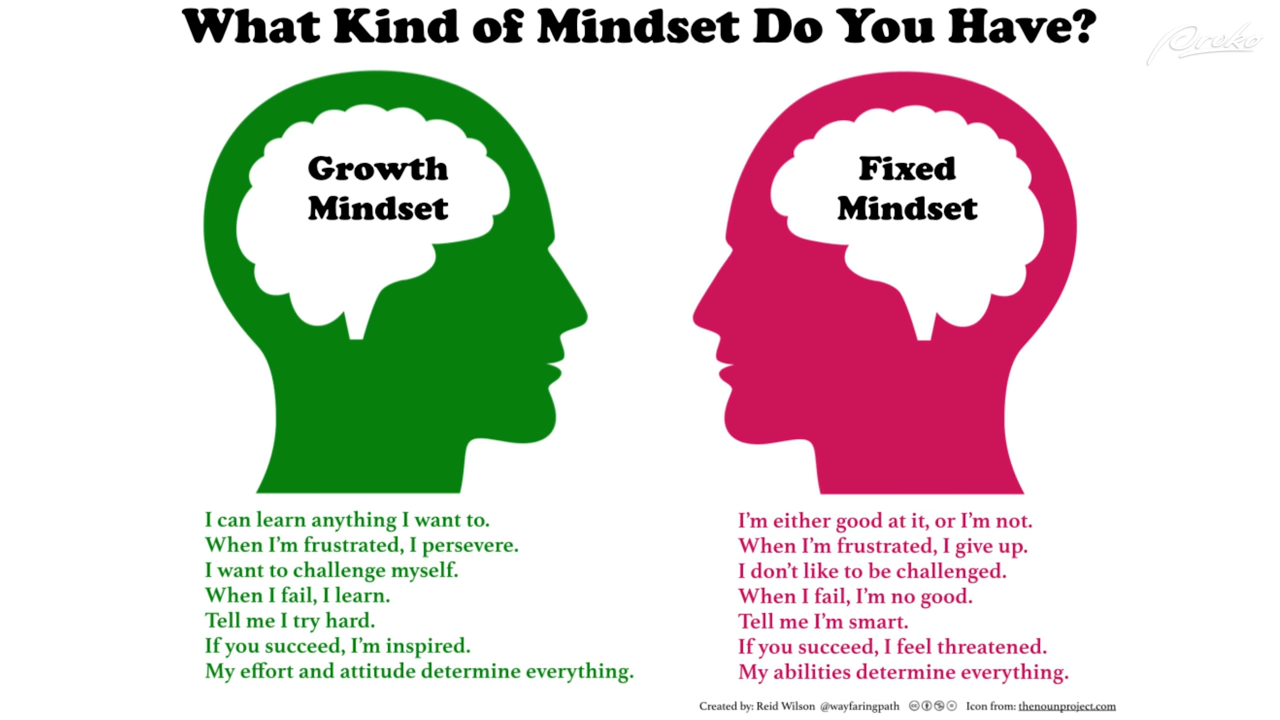 What Kind of Mindset Do You Have?
Proko
Growth
Mindset
Fixed
Mindset
I can learn anything I want to.
When I'm frustrated, I persevere.
I want to challenge myself.
When I fail, I learn.
Tell me I try hard.
If you succeed, I'm inspired.
My effort and attitude determine everything.
I'm either good at it, or I'm not.
When I'm frustrated, I give up.
I don't like to be challenged.
When I fail, I'm no good.
Tell me I'm smart.
If you succeed, I feel threatened.
My abilities determine everything.
Created by: Reid Wilson @wayfaringpath Icon from: thenounproject.com